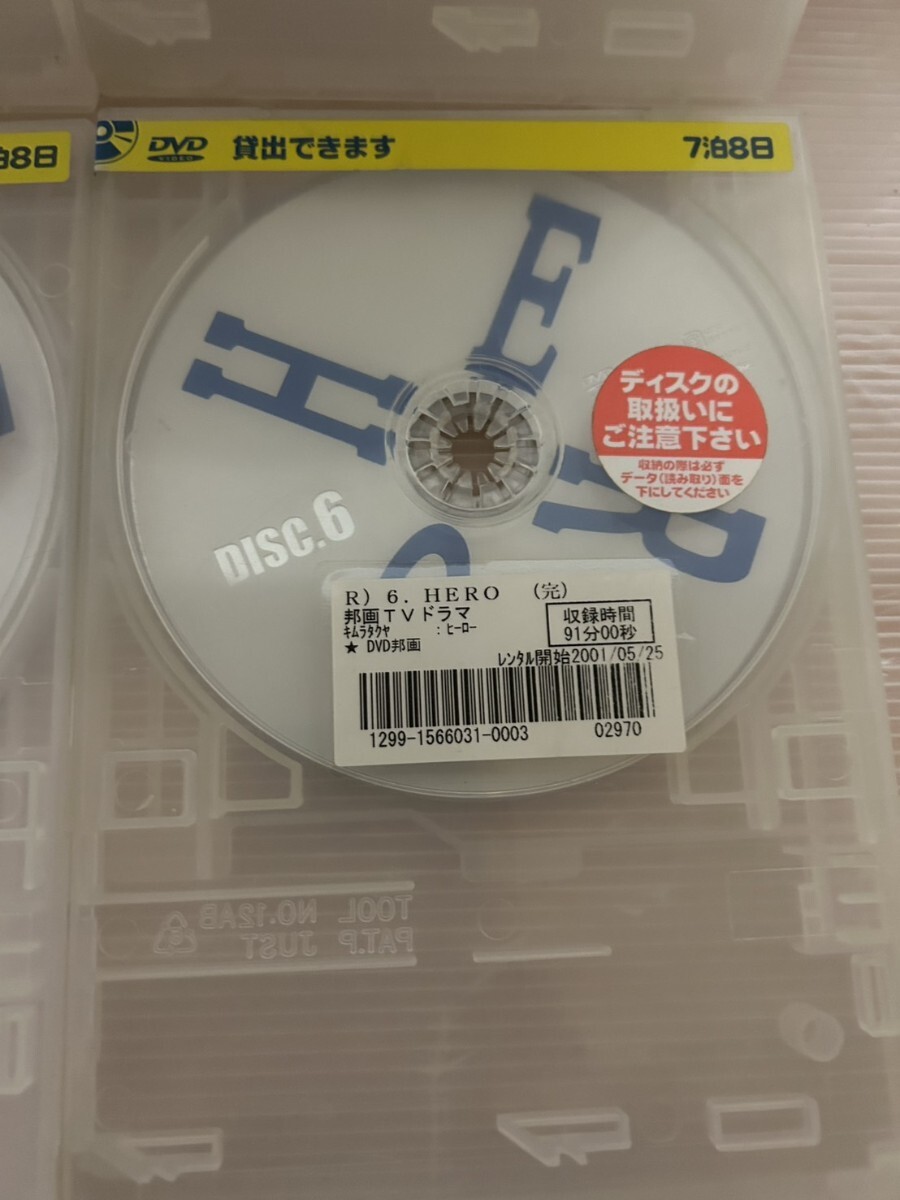 泊8日
DVD VIDEO 貸出できます 7泊8日
HERO
DISC.6
ディスクの
取扱いに
ご注意下さい
収納の際は必ず
データ(読み取り)面を
下にしてください
R) 6. HERO (完)
邦画TVドラマ
キムラタクヤ :ヒーロー
★ DVD邦画
収録時間
91分00秒
レンタル開始2001/05/25
1299-1566031-0003 02970
TOOL NO.12AB
PAT.P JUST